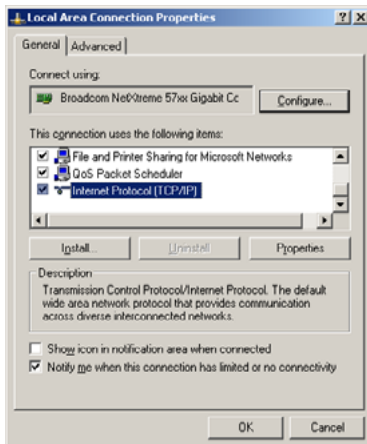 Local Area Connection Properties
General Advanced
Connect using:
Broadcom NetXtreme 57xx Gigabit Cc
Configure...
This connection uses the following items:
File and Printer Sharing for Microsoft Networks
QoS Packet Scheduler
Internet Protocol (TCP/IP)
Install... Uninstall Properties
Description
Transmission Control Protocol/Internet Protocol. The default
wide area network protocol that provides communication
across diverse interconnected networks.
Show icon in notification area when connected
Notify me when this connection has limited or no connectivity
OK Cancel